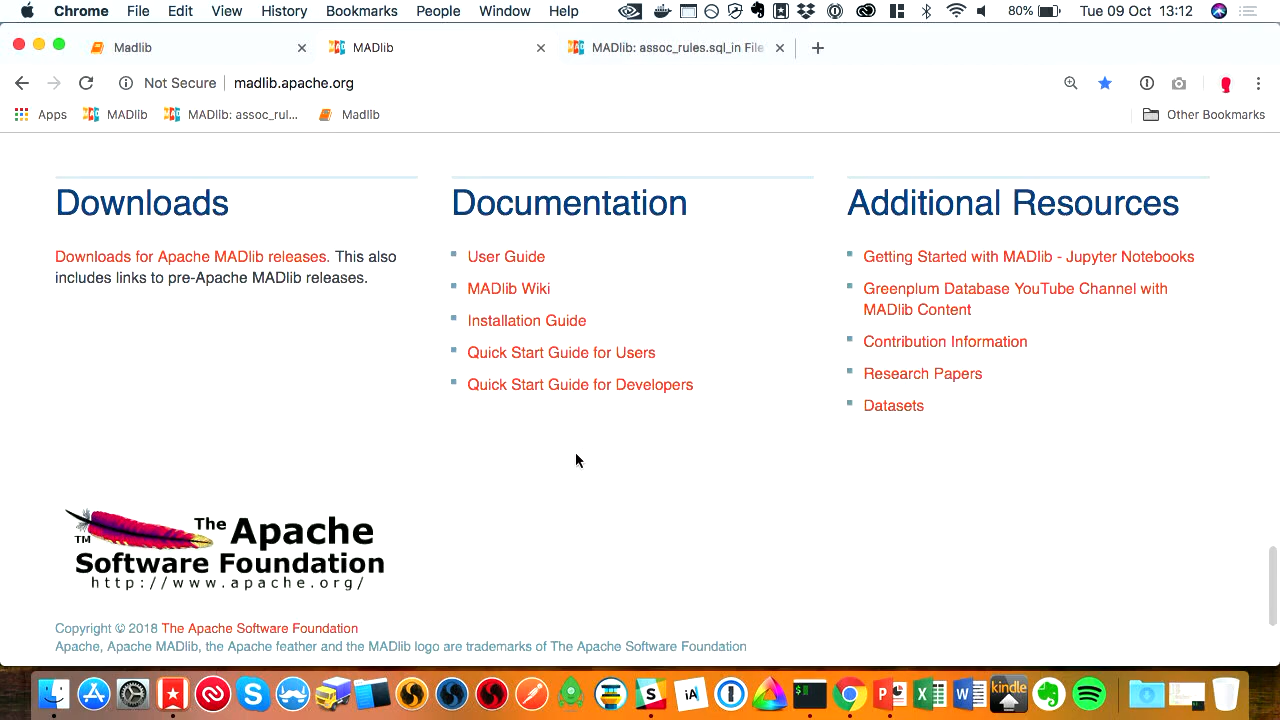 Chrome File Edit View History Bookmarks People Window Help 80% Tue 09 Oct 13:12
Madlib MADlib MADlib: assoc_rules.sql_in File
Not Secure madlib.apache.org
Apps MADlib MADlib: assoc_rul... Madlib Other Bookmarks
Downloads
Downloads for Apache MADlib releases. This also
includes links to pre-Apache MADlib releases.
Documentation
User Guide
MADlib Wiki
Installation Guide
Quick Start Guide for Users
Quick Start Guide for Developers
Additional Resources
Getting Started with MADlib - Jupyter Notebooks
Greenplum Database YouTube Channel with
MADlib Content
Contribution Information
Research Papers
Datasets
The Apache
TM
Software Foundation
http://www.apache.org/
Copyright © 2018 The Apache Software Foundation
Apache, Apache MADlib, the Apache feather and the MADlib logo are trademarks of The Apache Software Foundation
iA kindle